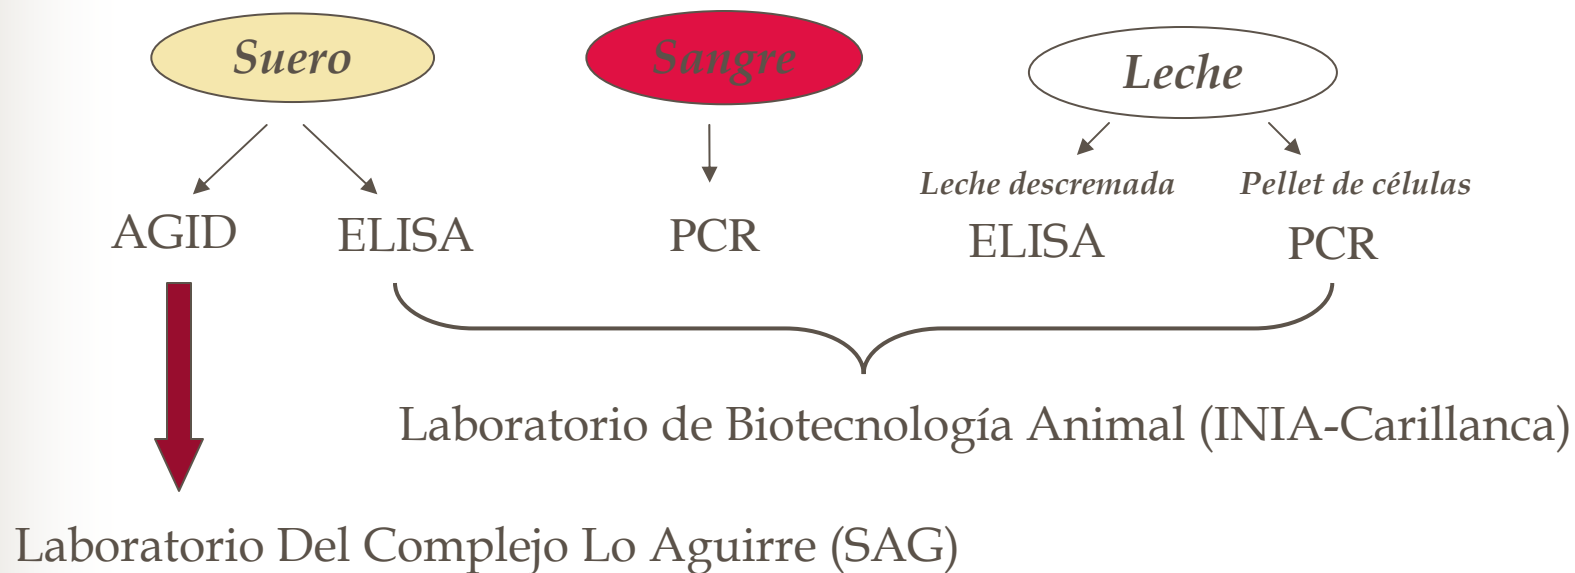 Suero
Sangre
Leche
Leche descremada
Pellet de células
AGID
ELISA
PCR
ELISA
PCR
Laboratorio de Biotecnología Animal (INIA-Carillanca)
Laboratorio Del Complejo Lo Aguirre (SAG)